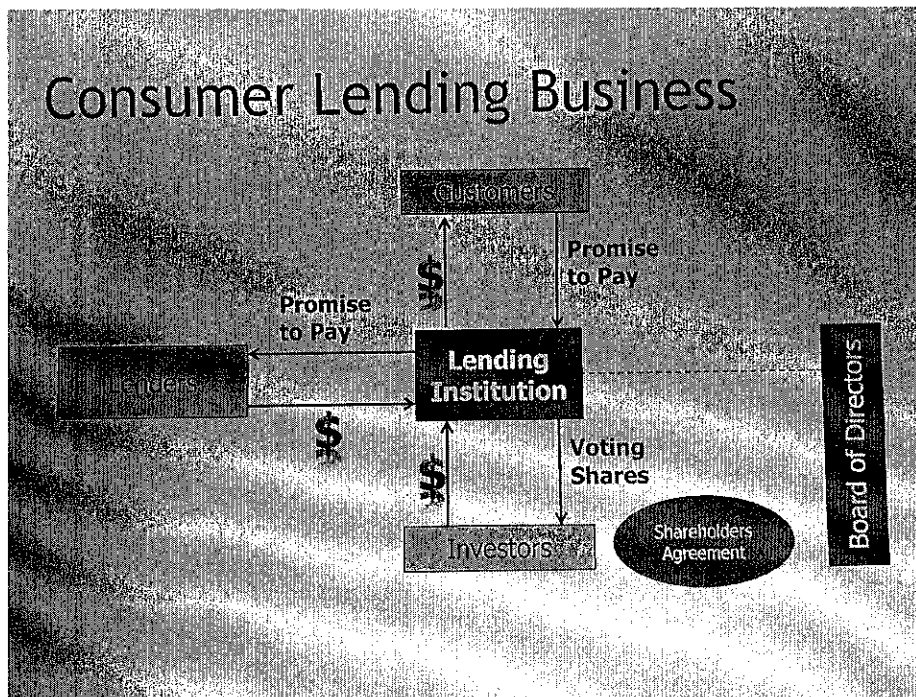 Consumer Lending Business
Customers
$
Promise
to Pay
Promise
to Pay
Lenders
Lending
Institution
$
Board of Directors
$
Voting
Shares
Investors
Shareholders
Agreement